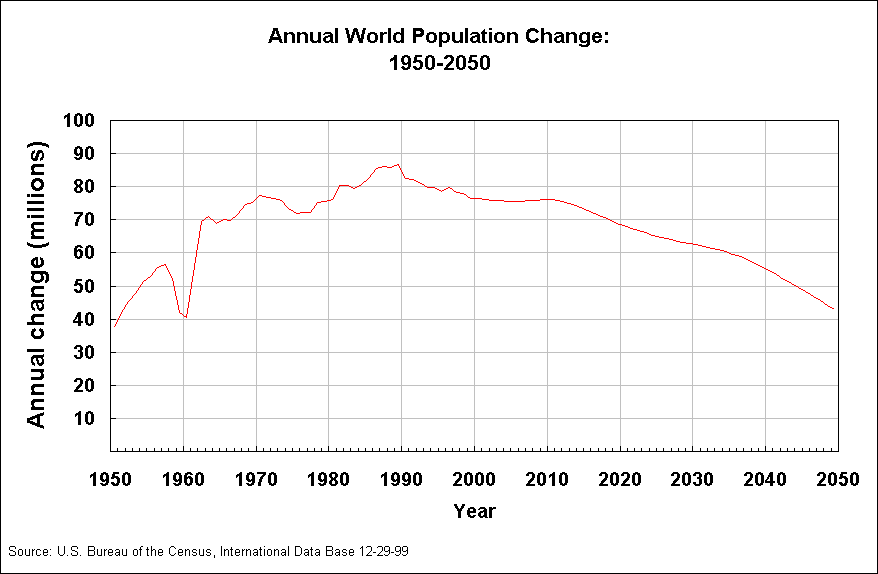 Annual World Population Change:
1950-2050
100
90
80
70
60
50
40
30
20
10
Annual change (millions)
1950 1960 1970 1980 1990 2000 2010 2020 2030 2040 2050
Year
Source: U.S. Bureau of the Census, International Data Base 12-29-99